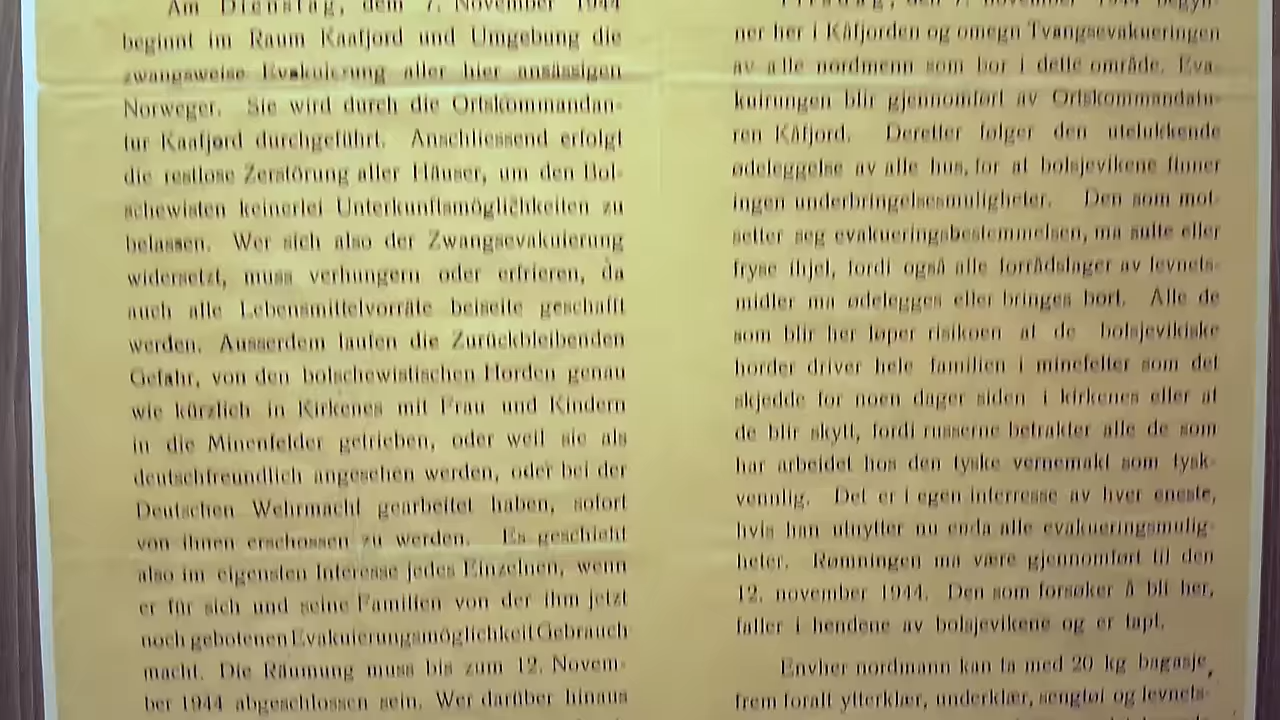 Am Dienstag, dem 7. November 1944
beginnt im Raum Kaafjord und Umgebung die
zwangsweise Evakuierung aller hier ansässigen
Norweger. Sie wird durch die Ortskommandan-
tur Kaafjord durchgeführt. Anschliessend erfolgt
die restlose Zerstörung aller Häuser, um den Bol-
schewisten keinerlei Unterkunftsmöglichkeiten zu
belassen. Wer sich also der Zwangsevakuierung
widersetzt, muss verhungern oder erfrieren, da
auch alle Lebensmittelvorräte beiseite geschafft
werden. Ausserdem laufen die Zurückbleibenden
Gefahr, von den bolschewistischen Horden genau
wie kürzlich in Kirkenes mit Frau und Kindern
in die Minenfelder getrieben, oder weil sie als
deutschfreundlich angesehen werden, oder bei der
Deutschen Wehrmacht gearbeitet haben, sofort
von ihnen erschossen zu werden. Es geschieht
also im eigensten Interesse jedes Einzelnen, wenn
er für sich und seine Familien von der ihm jetzt
noch gebotenen Evakuierungsmöglichkeit Gebrauch
macht. Die Räumung muss bis zum 12. Novem-
ber 1944 abgeschlossen sein. Wer darüber hinaus
den 7. november 1944 begyn-
ner her i Kåfjorden og omegn Tvangsevakueringen
av alle nordmenn som bor i dette område. Eva-
kuirungen blir gjennomført av Ortskommandatu-
ren Kåfjord. Deretter følger den utelukkende
ødeleggelse av alle hus, for at bolsjevikene finner
ingen underbringelsesmuligheter. Den som mot-
setter seg evakueringsbestemmelsen, ma sulte eller
fryse ihjel, fordi også alle forrådslager av levnets-
midler ma ødelegges eller bringes bort. Alle de
som blir her løper risikoen at de bolsjevikiske
horder driver hele familien i minefelter som det
skjedde for noen dager siden i kirkenes eller at
de blir skytt, fordi russerne betrakter alle de som
har arbeidet hos den tyske vernemakt som tysk-
vennlig. Det er i egen interresse av hver eneste,
hvis han utnytter nu enda alle evakueringsmulig-
heter. Rømningen ma være gjennomført til den
12. november 1944. Den som forsøker å bli her,
faller i hendene av bolsjevikene og er tapt.
Envher nordmann kan ta med 20 kg bagasje,
frem foralt ytterklær, underklær, sengtøi og levnets-